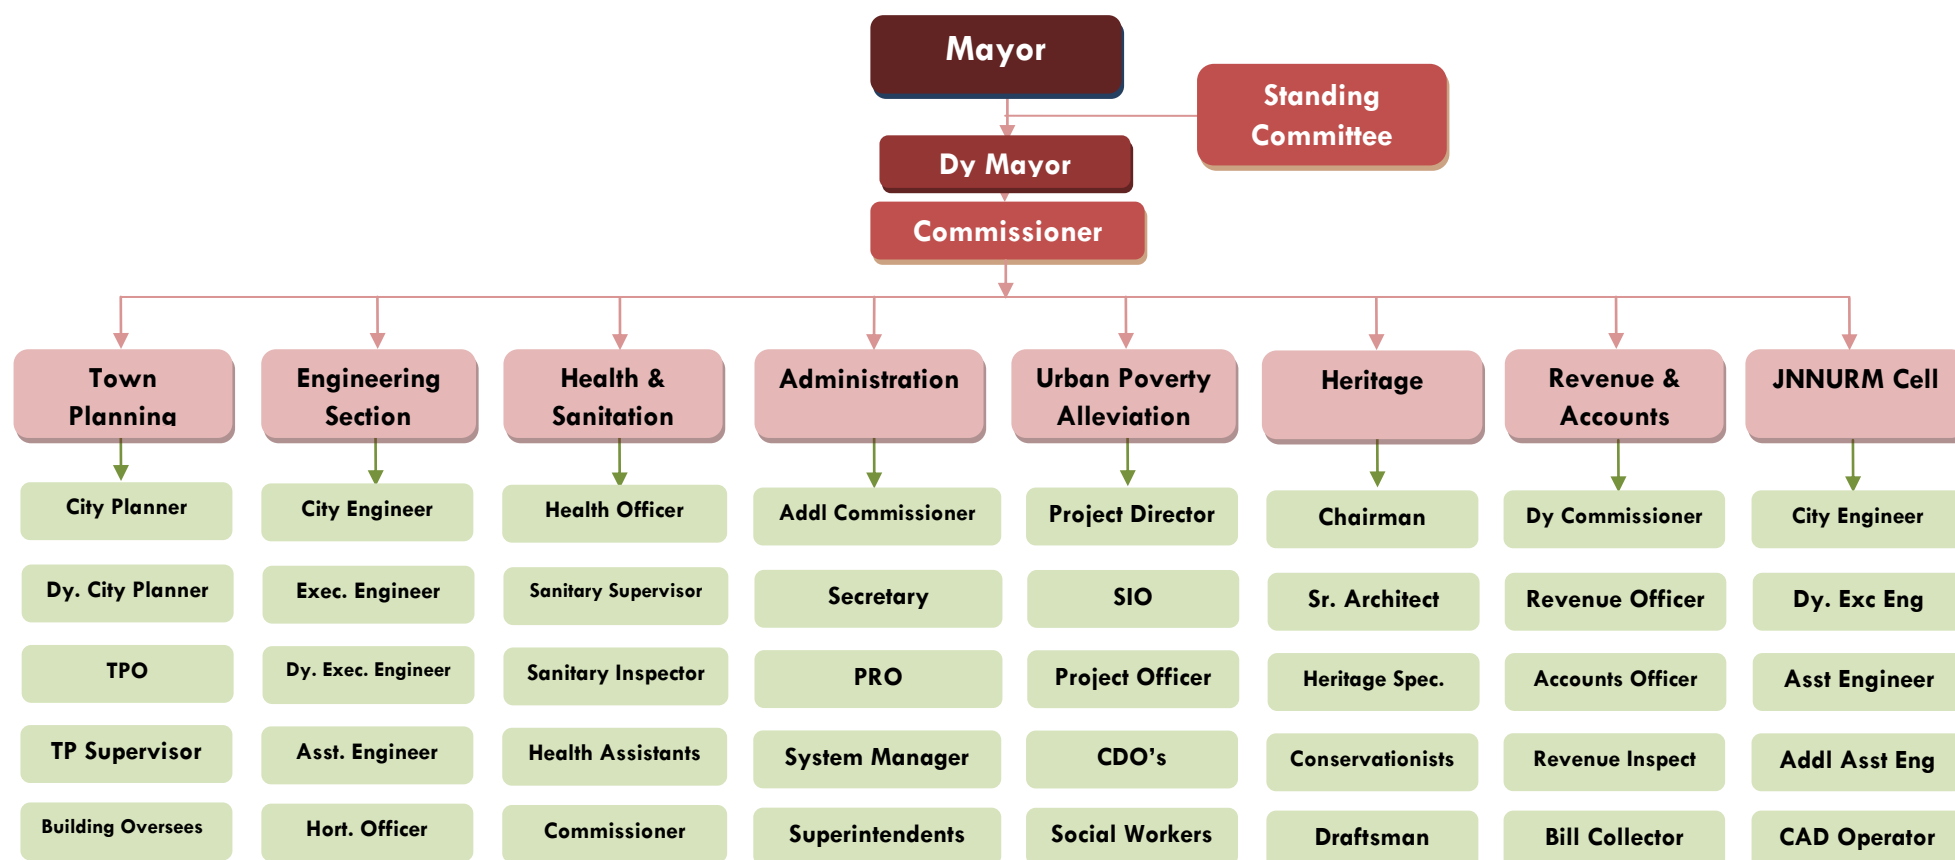 Mayor
Standing
Committee
Dy Mayor
Commissioner
Town
Planning
Engineering
Section
Health &
Sanitation
Administration
Urban Poverty
Alleviation
Heritage
Revenue &
Accounts
JNNURM Cell
City Planner
City Engineer
Health Officer
Addl Commissioner
Project Director
Chairman
Dy Commissioner
City Engineer
Dy. City Planner
Exec. Engineer
Sanitary Supervisor
Secretary
SIO
Sr. Architect
Revenue Officer
Dy. Exc Eng
TPO
Dy. Exec. Engineer
Sanitary Inspector
PRO
Project Officer
Heritage Spec.
Accounts Officer
Asst Engineer
TP Supervisor
Asst. Engineer
Health Assistants
System Manager
CDO’s
Conservationists
Revenue Inspect
Addl Asst Eng
Building Oversees
Hort. Officer
Commissioner
Superintendents
Social Workers
Draftsman
Bill Collector
CAD Operator